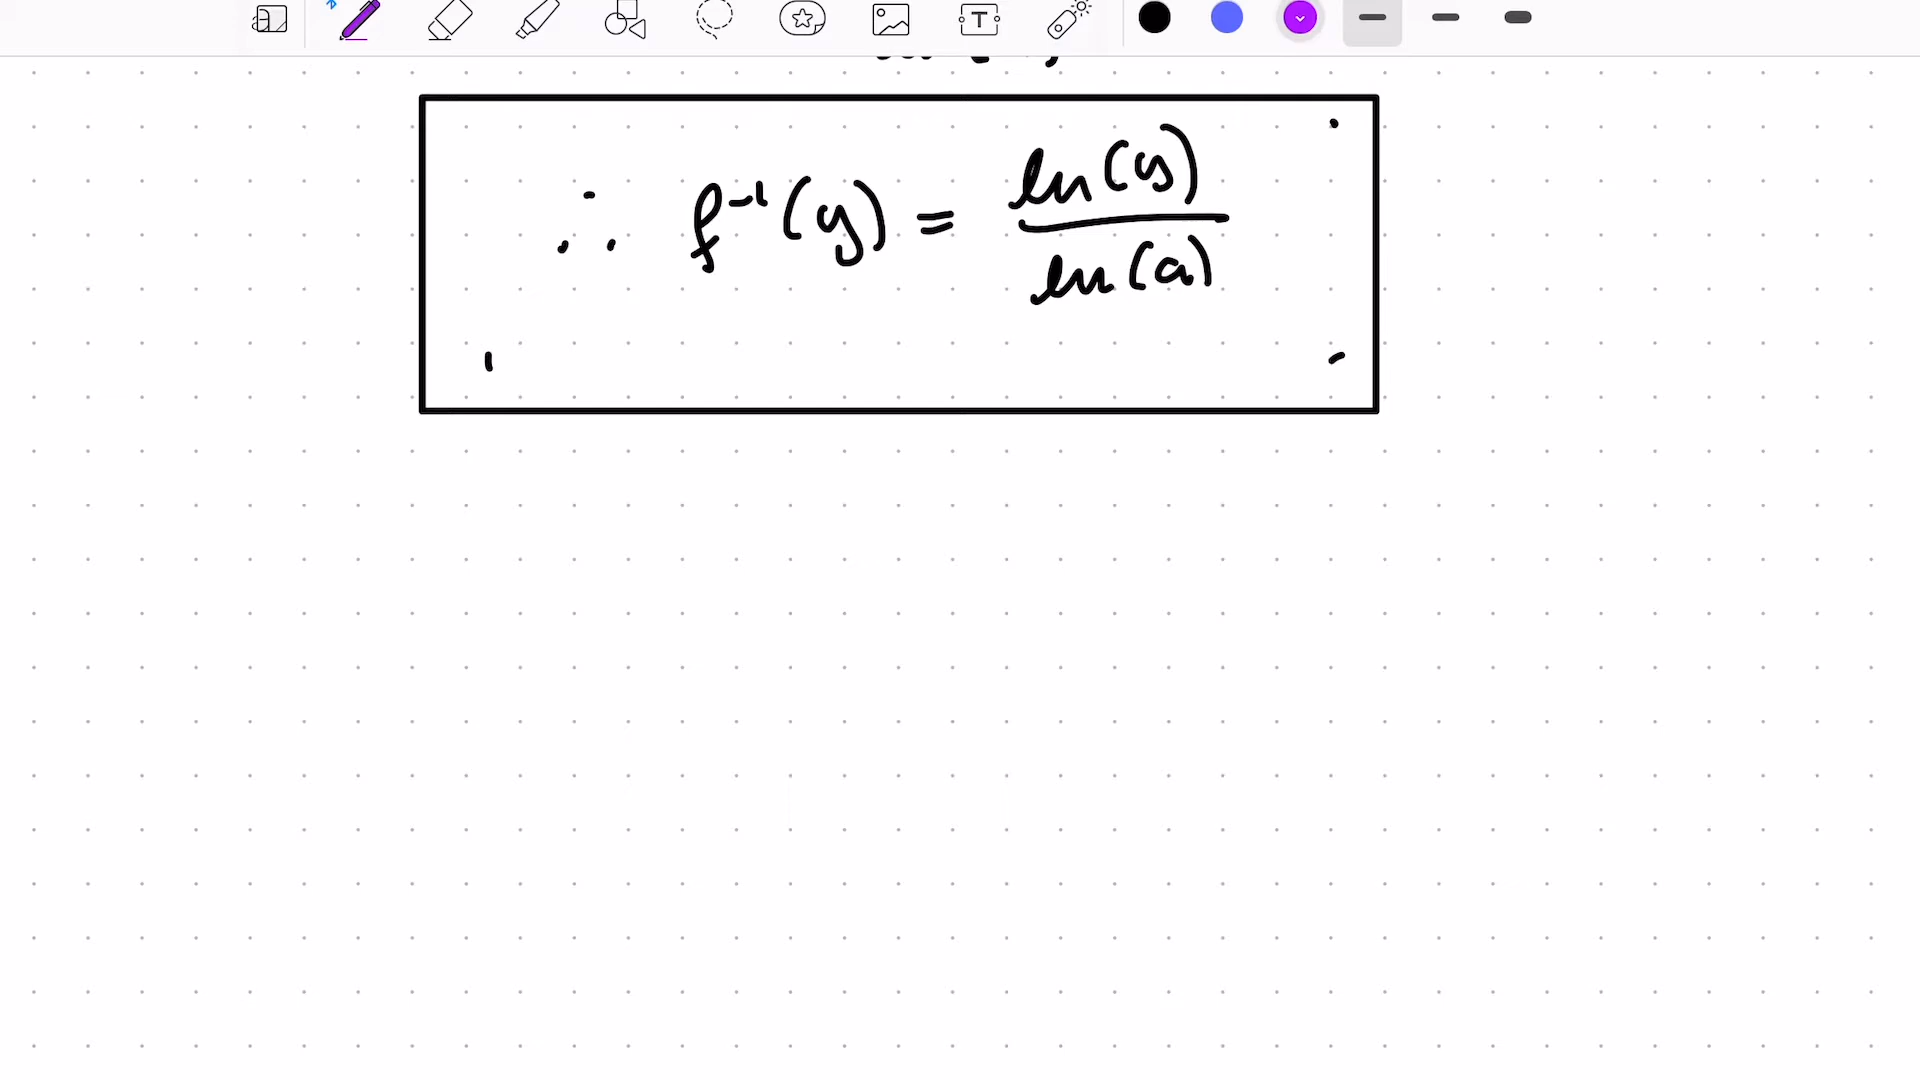 ∴ f⁻¹(y) = ln(y) / ln(a)